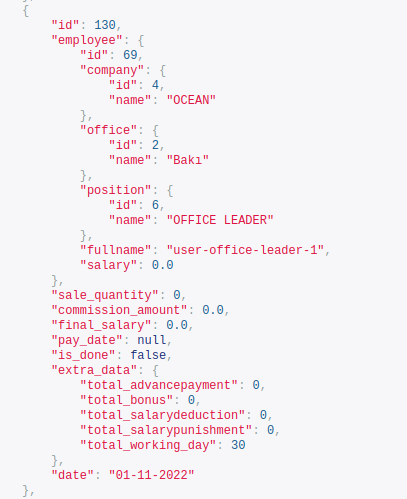 {
"id": 130,
"employee": {
"id": 69,
"company": {
"id": 4,
"name": "OCEAN"
},
"office": {
"id": 2,
"name": "Bakı"
},
"position": {
"id": 6,
"name": "OFFICE LEADER"
},
"fullname": "user-office-leader-1",
"salary": 0.0
},
"sale_quantity": 0,
"commission_amount": 0.0,
"final_salary": 0.0,
"pay_date": null,
"is_done": false,
"extra_data": {
"total_advancepayment": 0,
"total_bonus": 0,
"total_salarydeduction": 0,
"total_salarypunishment": 0,
"total_working_day": 30
},
"date": "01-11-2022"
},